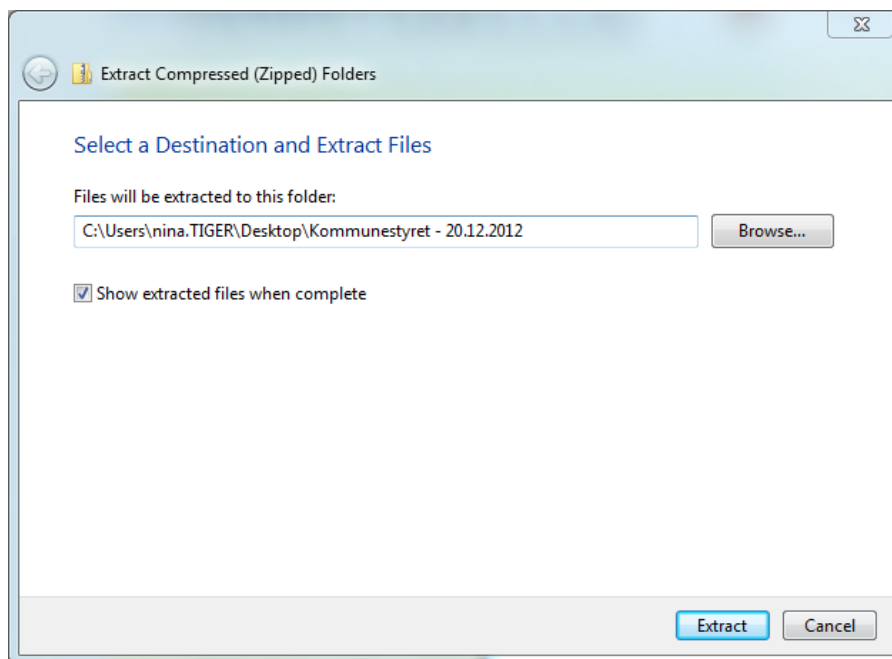 Extract Compressed (Zipped) Folders
Select a Destination and Extract Files
Files will be extracted to this folder:
C:\Users\nina.TIGER\Desktop\Kommunestyret - 20.12.2012
Browse...
Show extracted files when complete
Extract
Cancel